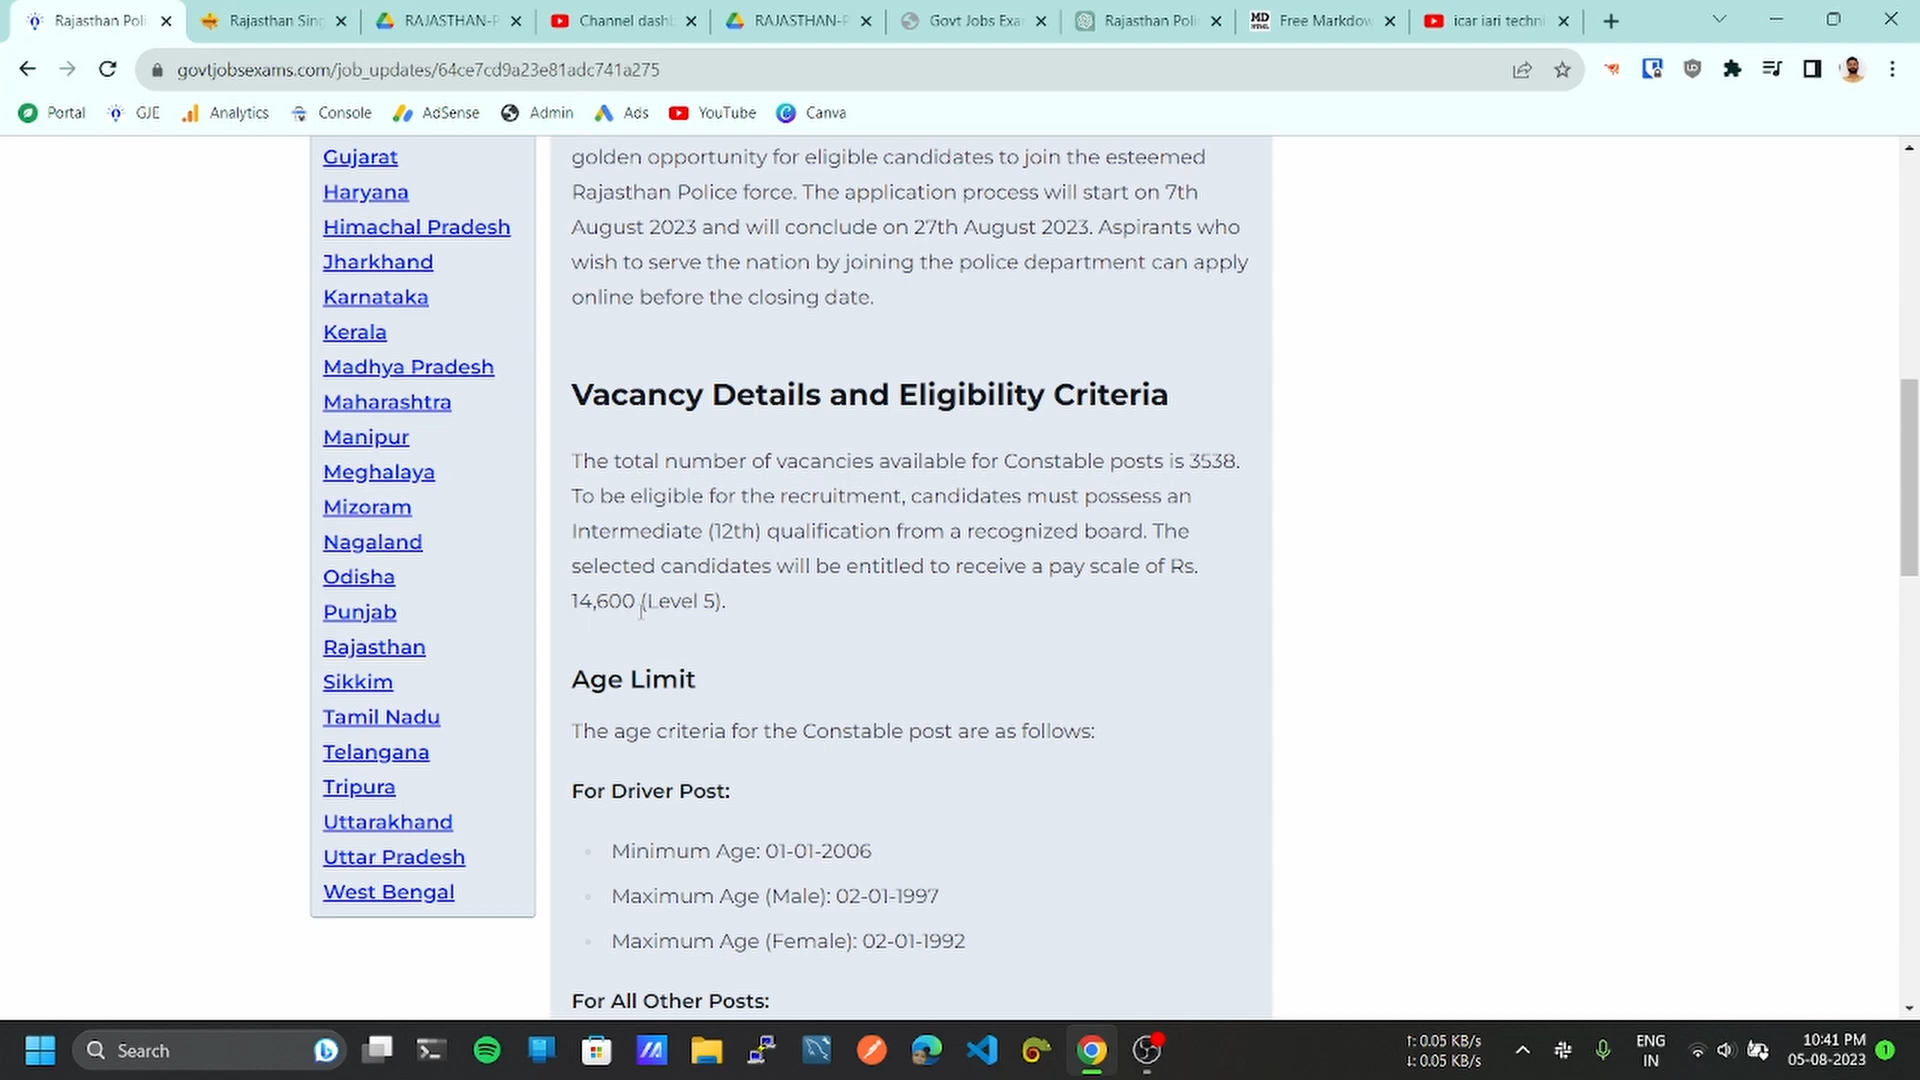 Rajasthan Poli
Rajasthan Sing
RAJASTHAN-P
Channel dashb
RAJASTHAN-P
Govt Jobs Exa
Rajasthan Poli
Free Markdow
icar iari techni
govtjobsexams.com/job_updates/64ce7cd9a23e81adc741a275
Portal
GJE
Analytics
Console
AdSense
Admin
Ads
YouTube
Canva
Gujarat
Haryana
Himachal Pradesh
Jharkhand
Karnataka
Kerala
Madhya Pradesh
Maharashtra
Manipur
Meghalaya
Mizoram
Nagaland
Odisha
Punjab
Rajasthan
Sikkim
Tamil Nadu
Telangana
Tripura
Uttarakhand
Uttar Pradesh
West Bengal
golden opportunity for eligible candidates to join the esteemed
Rajasthan Police force. The application process will start on 7th
August 2023 and will conclude on 27th August 2023. Aspirants who
wish to serve the nation by joining the police department can apply
online before the closing date.
Vacancy Details and Eligibility Criteria
The total number of vacancies available for Constable posts is 3538.
To be eligible for the recruitment, candidates must possess an
Intermediate (12th) qualification from a recognized board. The
selected candidates will be entitled to receive a pay scale of Rs.
14,600 (Level 5).
Age Limit
The age criteria for the Constable post are as follows:
For Driver Post:
Minimum Age: 01-01-2006
Maximum Age (Male): 02-01-1997
Maximum Age (Female): 02-01-1992
For All Other Posts:
Search
↑: 0.05 KB/s
↓: 0.05 KB/s
ENG
IN
10:41 PM
05-08-2023
1